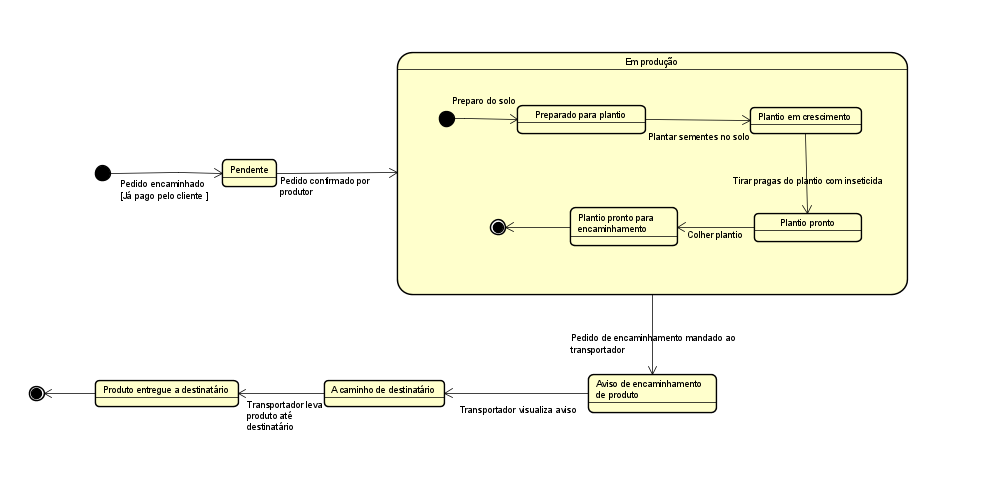 Em produção
Preparo do solo
Preparado para plantio
Plantio em crescimento
Plantar sementes no solo
Pendente
Pedido encaminhado
[Já pago pelo cliente ]
Pedido confirmado por
produtor
Tirar pragas do plantio com inseticida
Plantio pronto para
encaminhamento
Colher plantio
Plantio pronto
Pedido de encaminhamento mandado ao
transportador
Produto entregue a destinatário
A caminho de destinatário
Aviso de encaminhamento
de produto
Transportador leva
produto até
destinatário
Transportador visualiza aviso